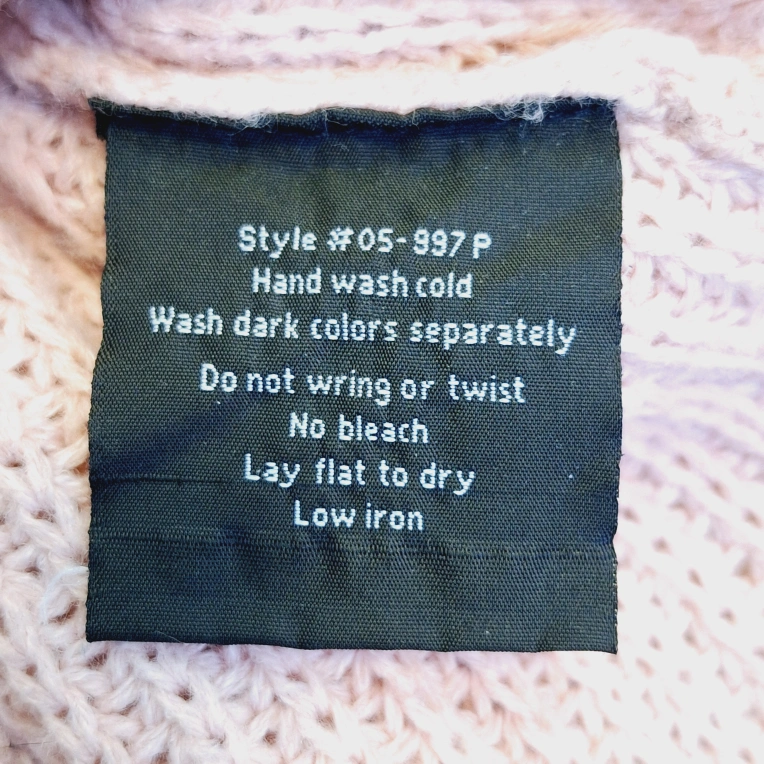 Style #05-997P
Hand wash cold
Wash dark colors separately
Do not wring or twist
No bleach
Lay flat to dry
Low iron